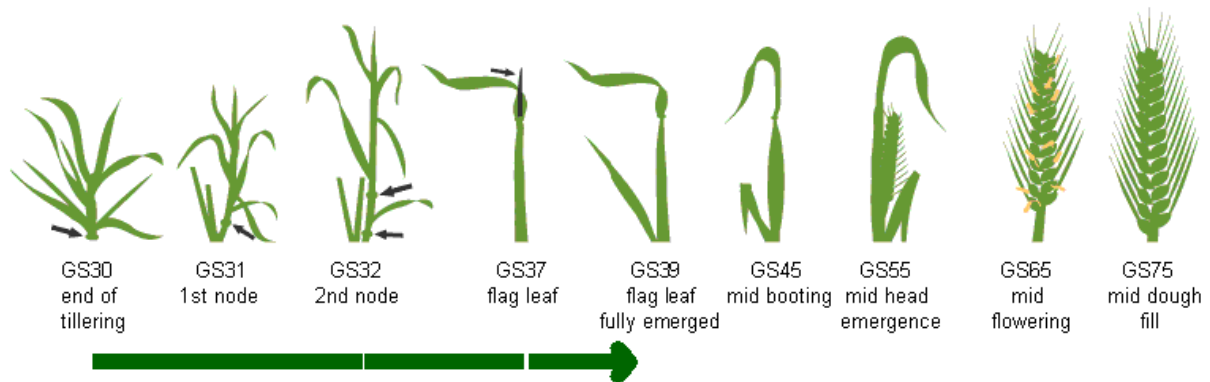 GS30
end of
tillering
GS31
1st node
GS32
2nd node
GS37
flag leaf
GS39
flag leaf
fully emerged
GS45
mid booting
GS55
mid head
emergence
GS65
mid
flowering
GS75
mid dough
fill